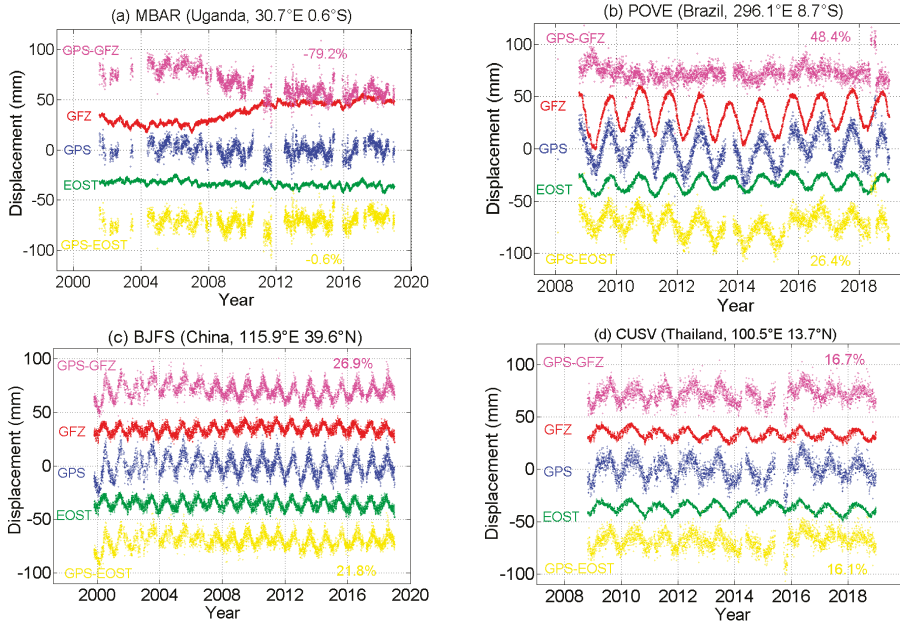 (a) MBAR (Uganda, 30.7°E 0.6°S)
Displacement (mm)
100
50
0
-50
-100
GPS-GFZ
-79.2%
GFZ
GPS
EOST
GPS-EOST
-0.6%
2000 2004 2008 2012 2016 2020
Year
(b) POVE (Brazil, 296.1°E 8.7°S)
Displacement (mm)
100
50
0
-50
-100
GPS-GFZ
48.4%
GFZ
GPS
EOST
GPS-EOST
26.4%
2008 2010 2012 2014 2016 2018
Year
(c) BJFS (China, 115.9°E 39.6°N)
Displacement (mm)
100
50
0
-50
-100
GPS-GFZ
26.9%
GFZ
GPS
EOST
GPS-EOST
21.8%
2000 2004 2008 2012 2016 2020
Year
(d) CUSV (Thailand, 100.5°E 13.7°N)
Displacement (mm)
100
50
0
-50
-100
GPS-GFZ
16.7%
GFZ
GPS
EOST
GPS-EOST
16.1%
2008 2010 2012 2014 2016 2018
Year